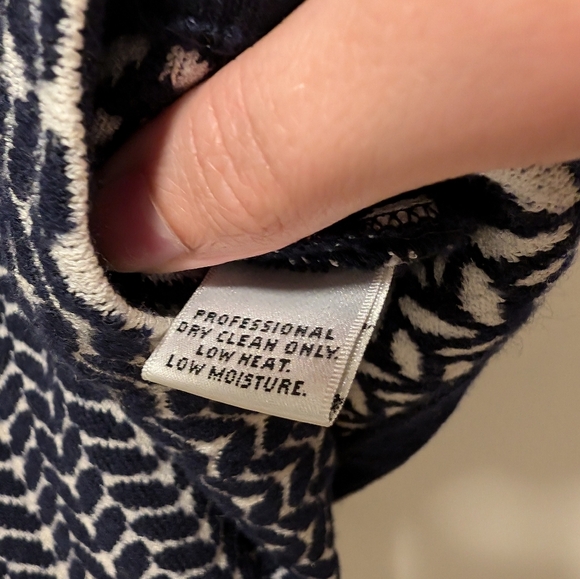 PROFESSIONAL
DRY CLEAN ONLY.
LOW HEAT.
LOW MOISTURE.